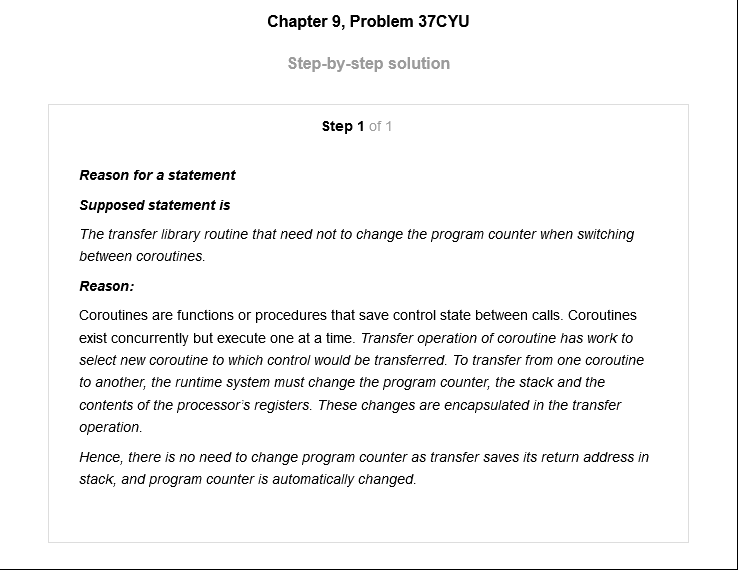 Chapter 9, Problem 37CYU
Step-by-step solution
Step 1 of 1
Reason for a statement
Supposed statement is
The transfer library routine that need not to change the program counter when switching
between coroutines.
Reason:
Coroutines are functions or procedures that save control state between calls. Coroutines
exist concurrently but execute one at a time. Transfer operation of coroutine has work to
select new coroutine to which control would be transferred. To transfer from one coroutine
to another, the runtime system must change the program counter, the stack and the
contents of the processor's registers. These changes are encapsulated in the transfer
operation.
Hence, there is no need to change program counter as transfer saves its return address in
stack, and program counter is automatically changed.